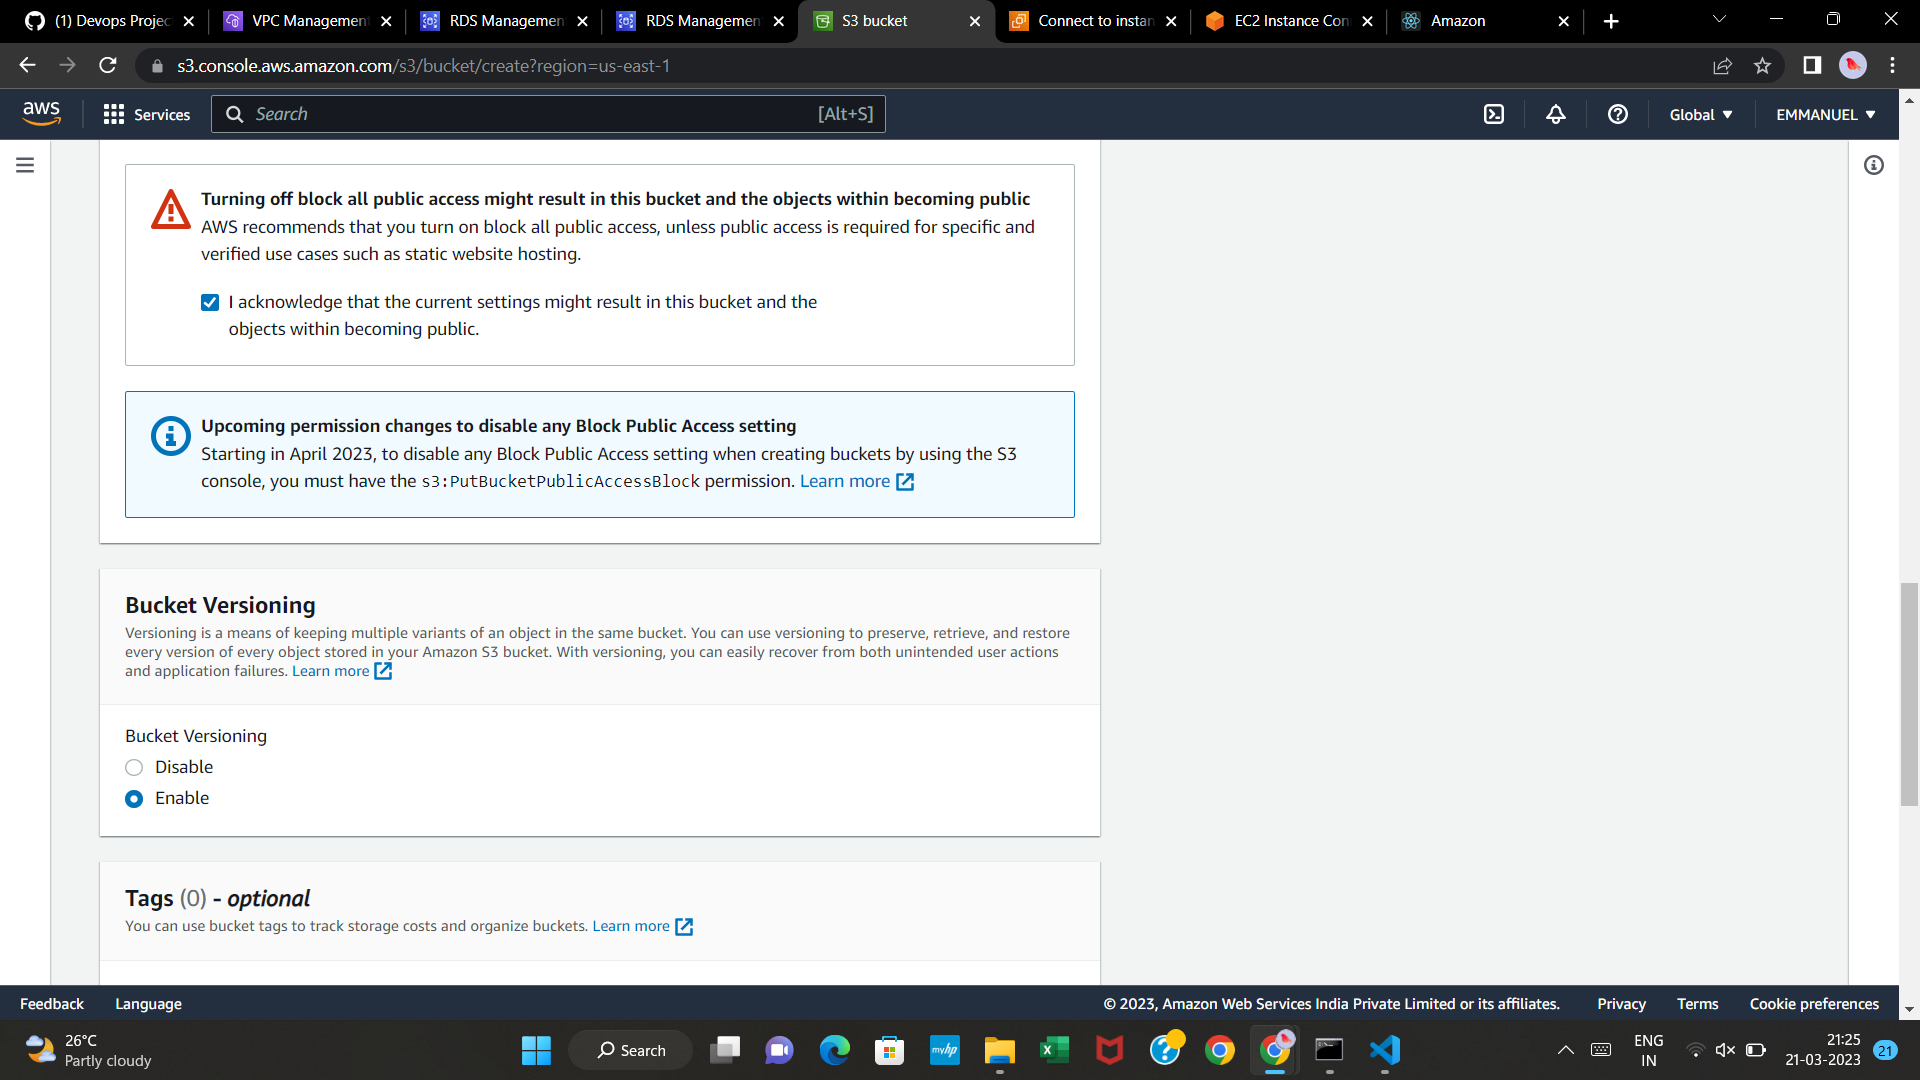 (1) Devops Projec
VPC Management
RDS Management
RDS Management
S3 bucket
Connect to instan
EC2 Instance Con
Amazon
s3.console.aws.amazon.com/s3/bucket/create?region=us-east-1
aws
Services
Search
[Alt+S]
Global
EMMANUEL
Turning off block all public access might result in this bucket and the objects within becoming public
AWS recommends that you turn on block all public access, unless public access is required for specific and
verified use cases such as static website hosting.
I acknowledge that the current settings might result in this bucket and the
objects within becoming public.
Upcoming permission changes to disable any Block Public Access setting
Starting in April 2023, to disable any Block Public Access setting when creating buckets by using the S3
console, you must have the s3:PutBucketPublicAccessBlock permission. Learn more
Bucket Versioning
Versioning is a means of keeping multiple variants of an object in the same bucket. You can use versioning to preserve, retrieve, and restore
every version of every object stored in your Amazon S3 bucket. With versioning, you can easily recover from both unintended user actions
and application failures. Learn more
Bucket Versioning
Disable
Enable
Tags (0) - optional
You can use bucket tags to track storage costs and organize buckets. Learn more
Feedback
Language
© 2023, Amazon Web Services India Private Limited or its affiliates.
Privacy
Terms
Cookie preferences
26°C
Partly cloudy
Search
myhp
ENG
IN
21:25
21-03-2023
21